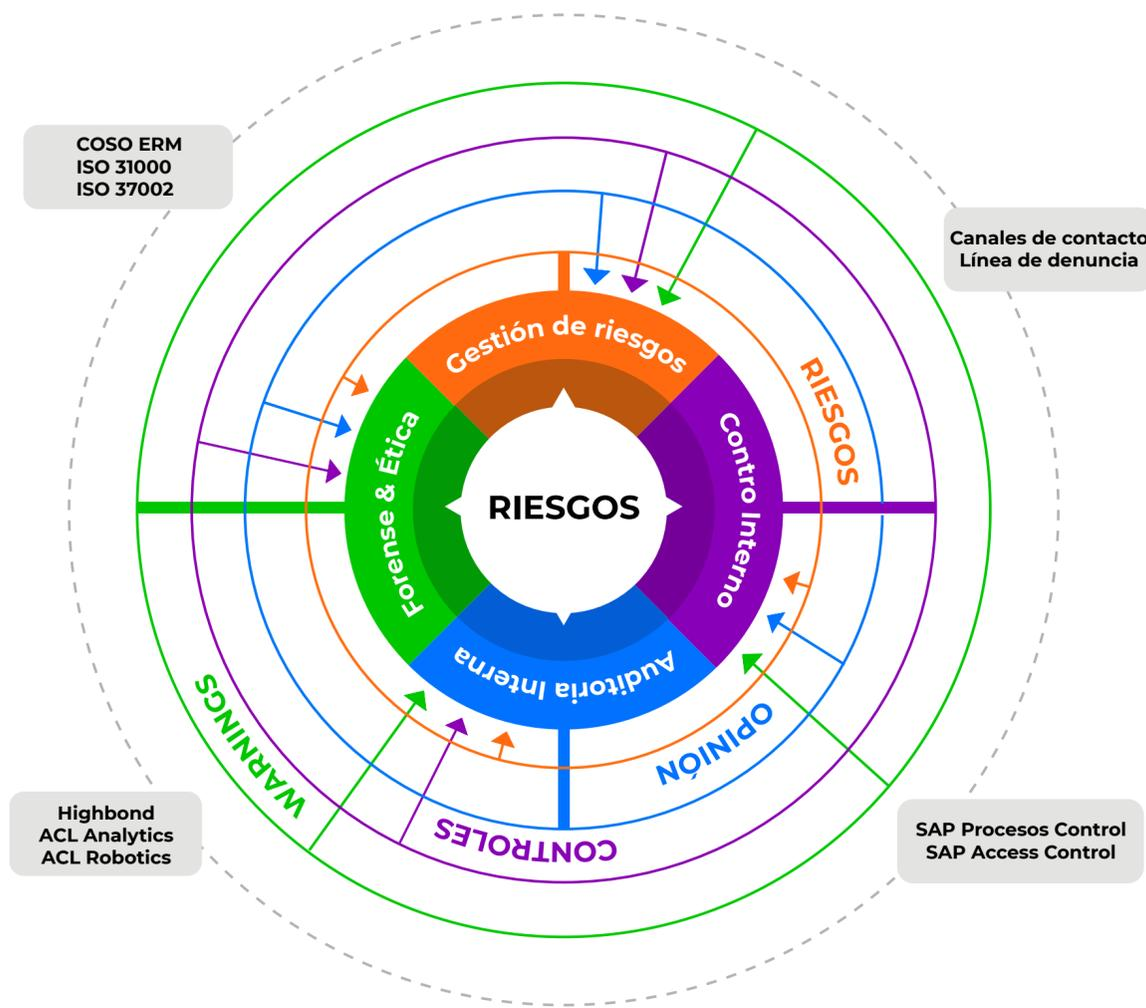 COSO ERM
ISO 31000
ISO 37002
Canales de contacto
Línea de denuncia
Gestión de riesgos
RIESGOS
Forense & Ética
RIESGOS
Contro Interno
Auditoria Interna
OPINIÓN
WARNINGS
CONTROLES
Highbond
ACL Analytics
ACL Robotics
SAP Procesos Control
SAP Access Control